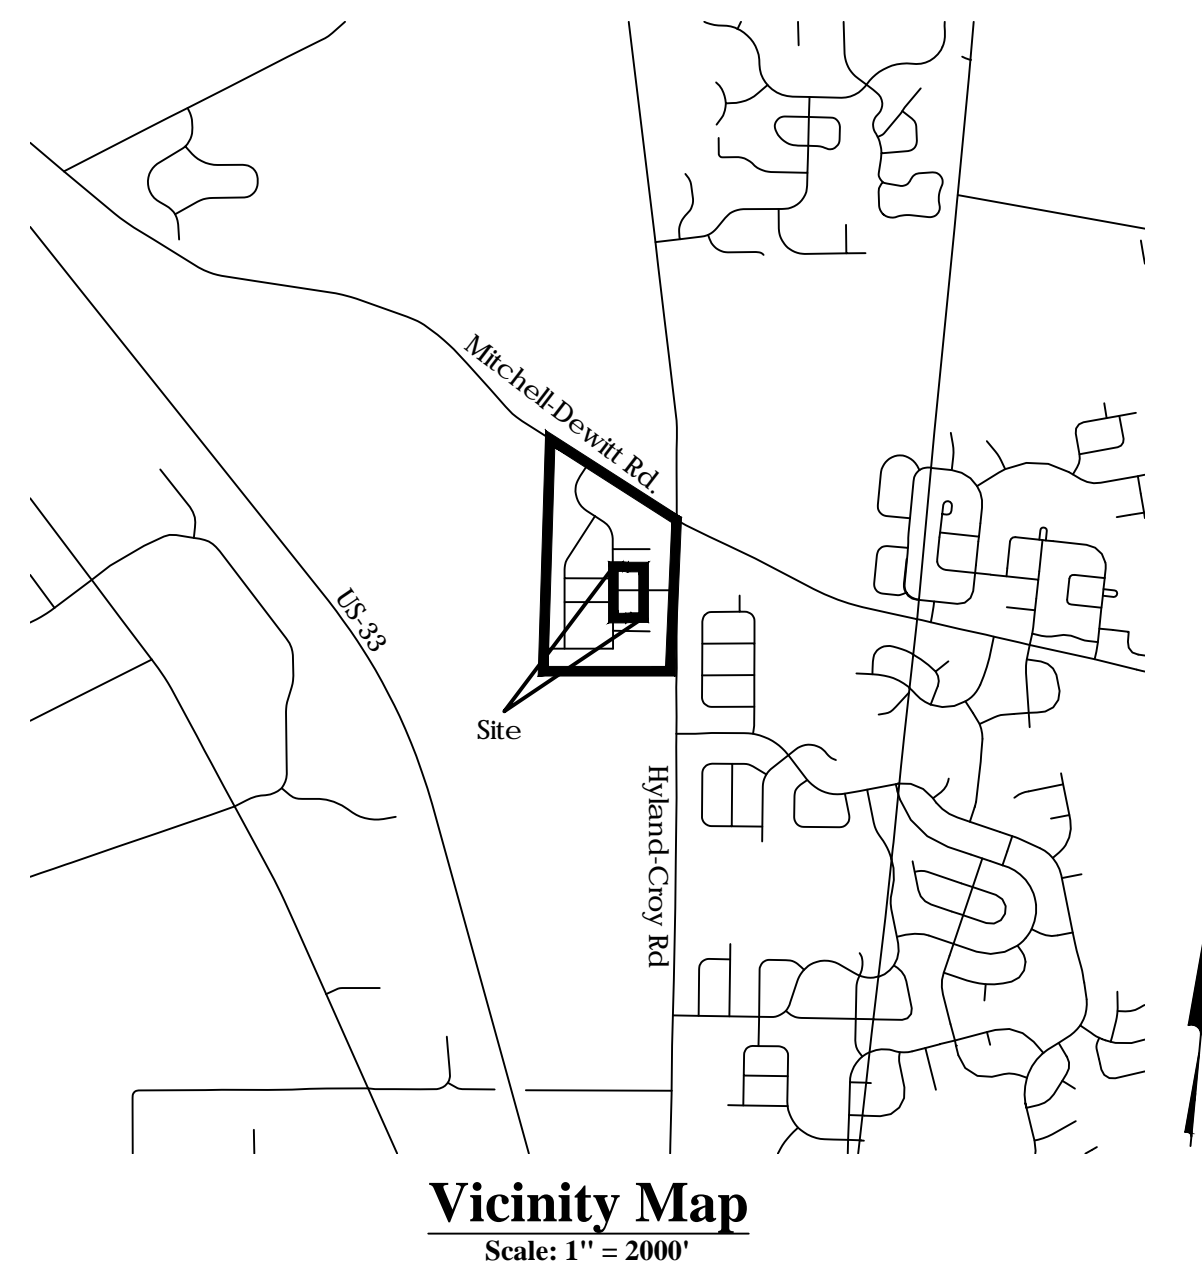 Mitchell-Dewitt Rd.
US-33
Site
Hyland-Croy Rd
Vicinity Map
Scale: 1" = 2000'